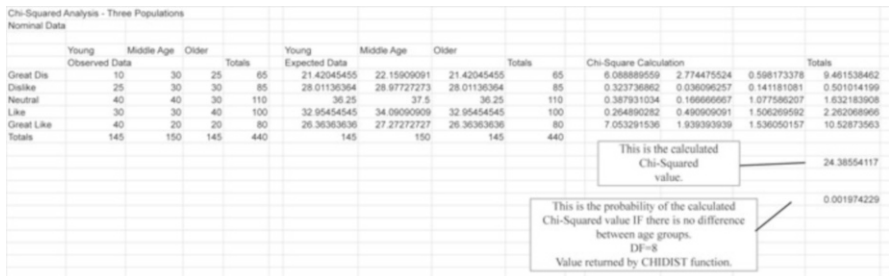 Chi-Squared Analysis - Three Populations
Nominal Data
Young Middle Age Older Young Middle Age Older
Observed Data Totals Expected Data Totals Chi-Square Calculation Totals
Great Dis 10 30 25 65 21.42045455 22.15909091 21.42045455 65 6.088889559 2.774475524 0.598173378 9.461538462
Dislike 25 30 30 85 28.01136364 28.97727273 28.01136364 85 0.323736862 0.036096257 0.141181081 0.501014199
Neutral 40 40 30 110 36.25 37.5 36.25 110 0.387931034 0.166666667 1.077586207 1.632183908
Like 30 30 40 100 32.95454545 34.09090909 32.95454545 100 0.264890282 0.490909091 1.506269592 2.262068966
Great Like 40 20 20 80 26.36363636 27.27272727 26.36363636 80 7.053291536 1.939393939 1.536050157 10.52873563
Totals 145 150 145 440 145 150 145 440
This is the calculated
Chi-Squared
value.
24.38554117
0.001974229
This is the probability of the calculated
Chi-Squared value IF there is no difference
between age groups.
DF=8
Value returned by CHIDIST function.